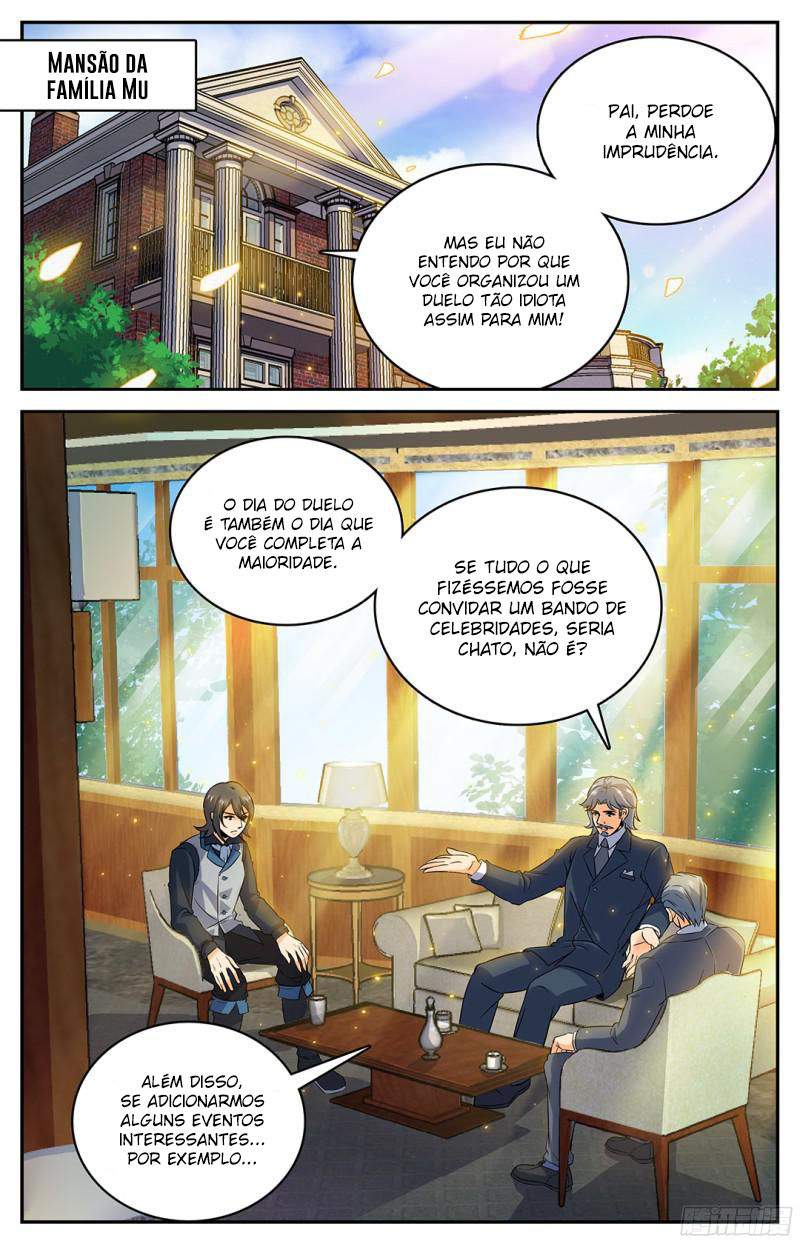 Mansão da
família Mu
PAI, PERDOE
A MINHA
IMPRUDÊNCIA.
MAS EU NÃO
ENTENDO POR QUE
VOCÊ ORGANIZOU UM
DUELO TÃO IDIOTA
ASSIM PARA MIM!
O DIA DO DUELO
É TAMBÉM O DIA QUE
VOCÊ COMPLETA A
MAIORIDADE.
SE TUDO O QUE
FIZÉSSEMOS FOSSE
CONVIDAR UM BANDO DE
CELEBRIDADES, SERIA
CHATO, NÃO É?
ALÉM DISSO,
SE ADICIONARMOS
ALGUNS EVENTOS
INTERESSANTES...
POR EXEMPLO...